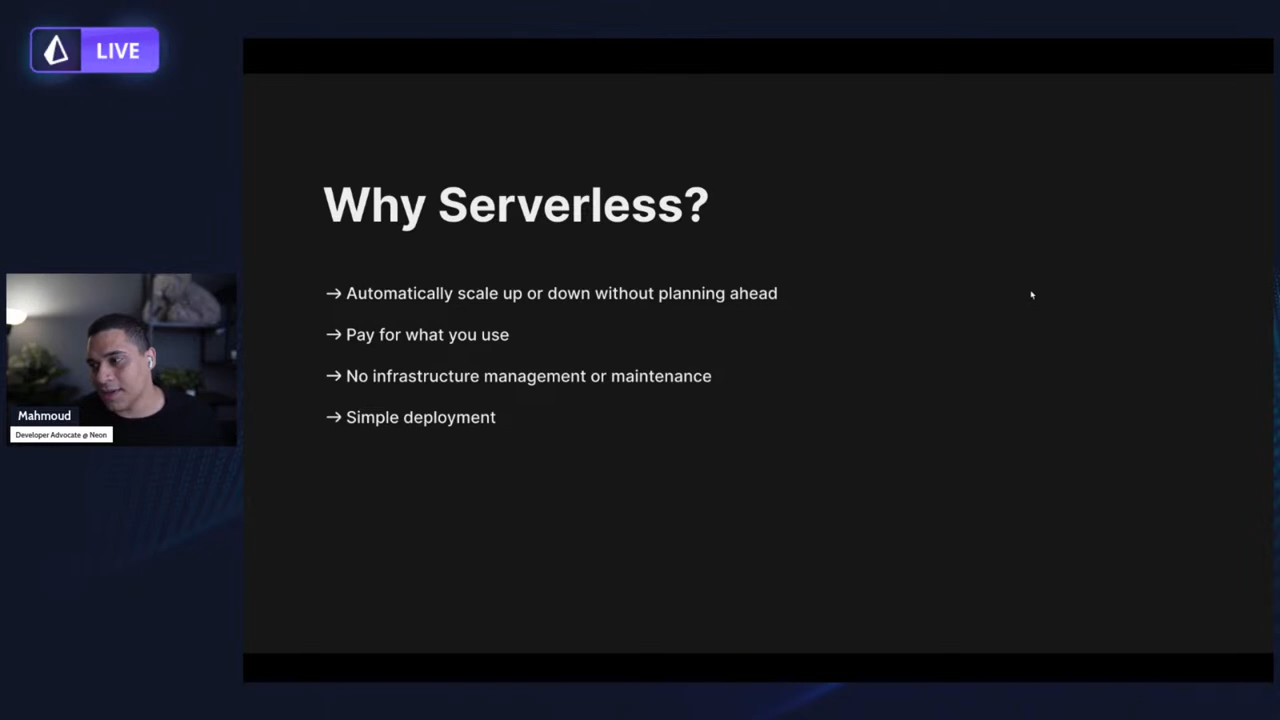 LIVE
Why Serverless?
→ Automatically scale up or down without planning ahead
→ Pay for what you use
→ No infrastructure management or maintenance
→ Simple deployment
Mahmoud
Developer Advocate @ Neon